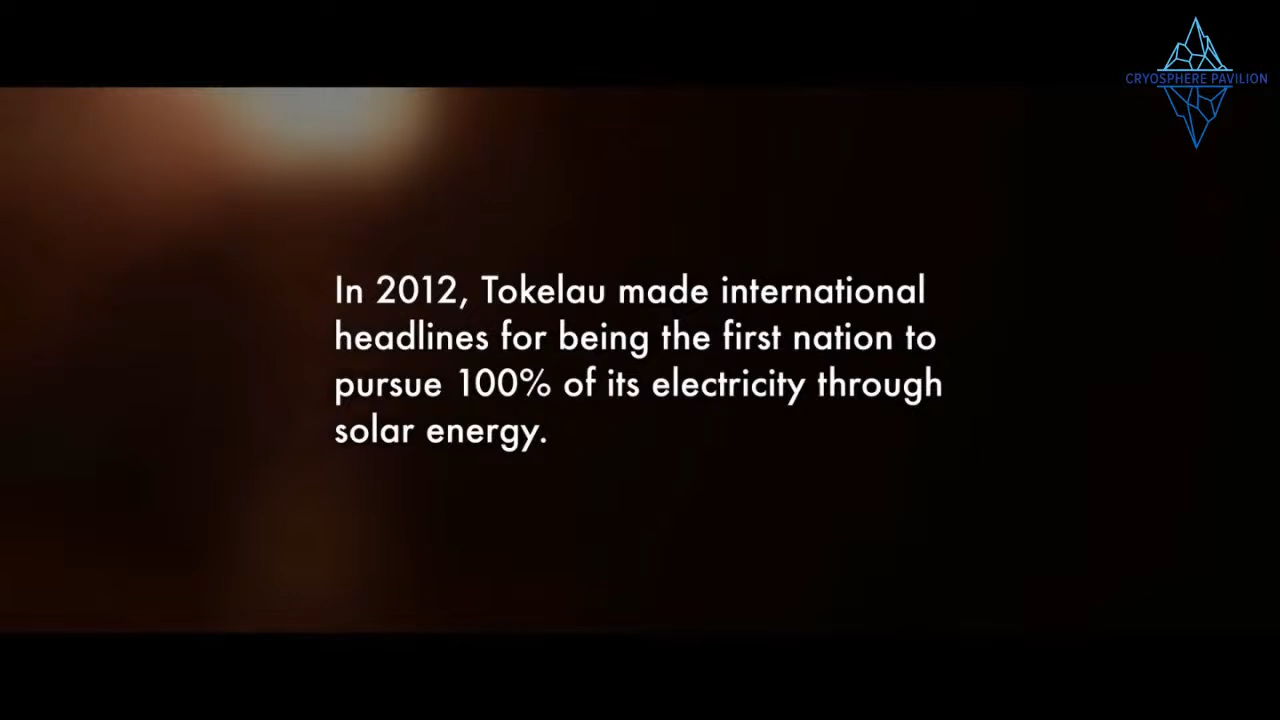 CRYOSPHERE PAVILION
In 2012, Tokelau made international
headlines for being the first nation to
pursue 100% of its electricity through
solar energy.